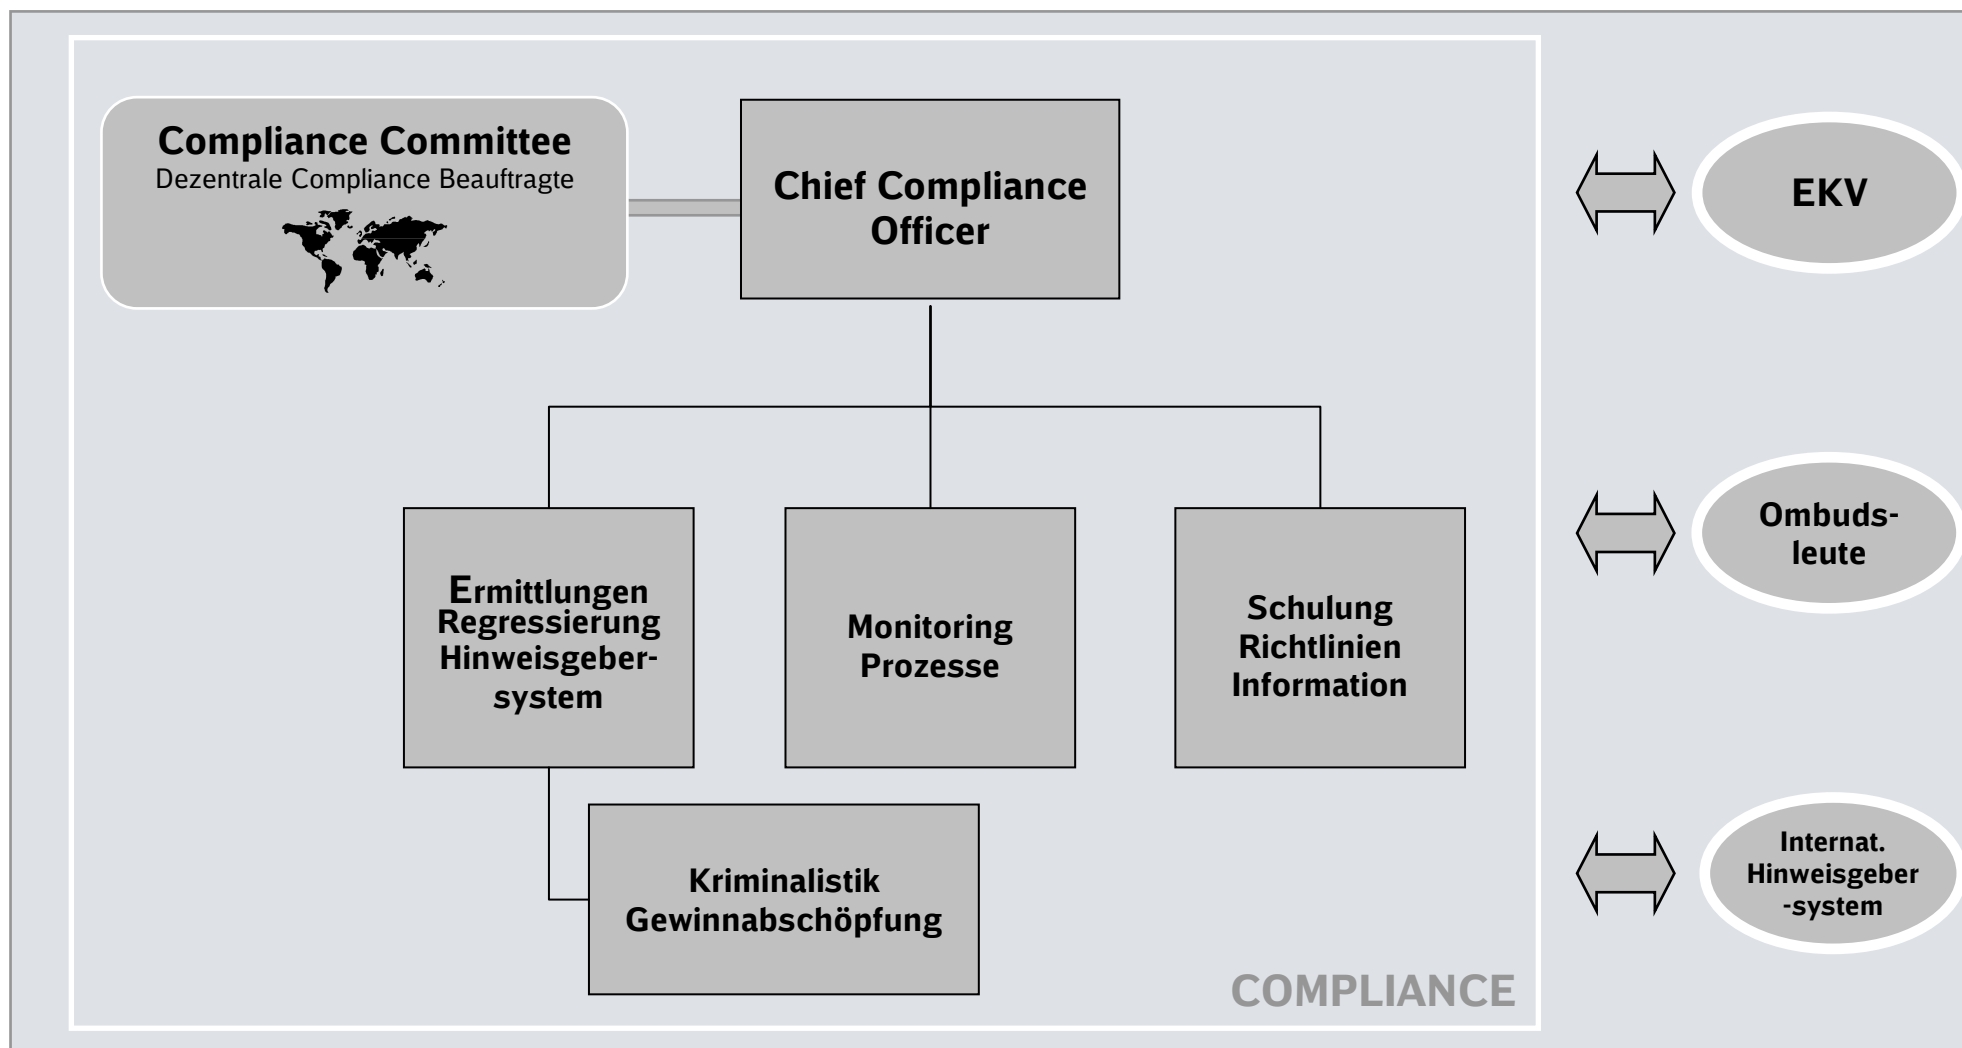 Compliance Committee
Dezentrale Compliance Beauftragte
Chief Compliance
Officer
EKV
Ombuds-
leute
Ermittlungen
Regressierung
Hinweisgeber-
system
Monitoring
Prozesse
Schulung
Richtlinien
Information
Internat.
Hinweisgeber
-system
Kriminalistik
Gewinnabschöpfung
COMPLIANCE